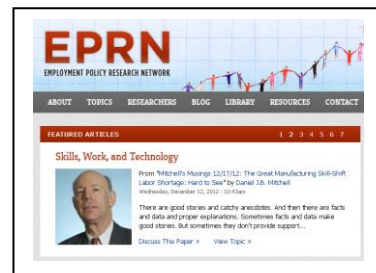 EPRN
EMPLOYMENT POLICY RESEARCH NETWORK
ABOUT TOPICS RESEARCHERS BLOG LIBRARY RESOURCES CONTACT
FEATURED ARTICLES 1 2 3 4 5 6 7
Skills, Work, and Technology
From "Mitchell's Musings 12/17/12: The Great Manufacturing Skill-Shift
Labor Shortage: Hard to See" by Daniel J.B. Mitchell
Wednesday, December 12, 2012 - 10:43am
There are good stories and catchy anecdotes. And then there are facts
and data and proper explanations. Sometimes facts and data make
good stories. But sometimes they don't provide support...
Discuss This Paper » View Topic »